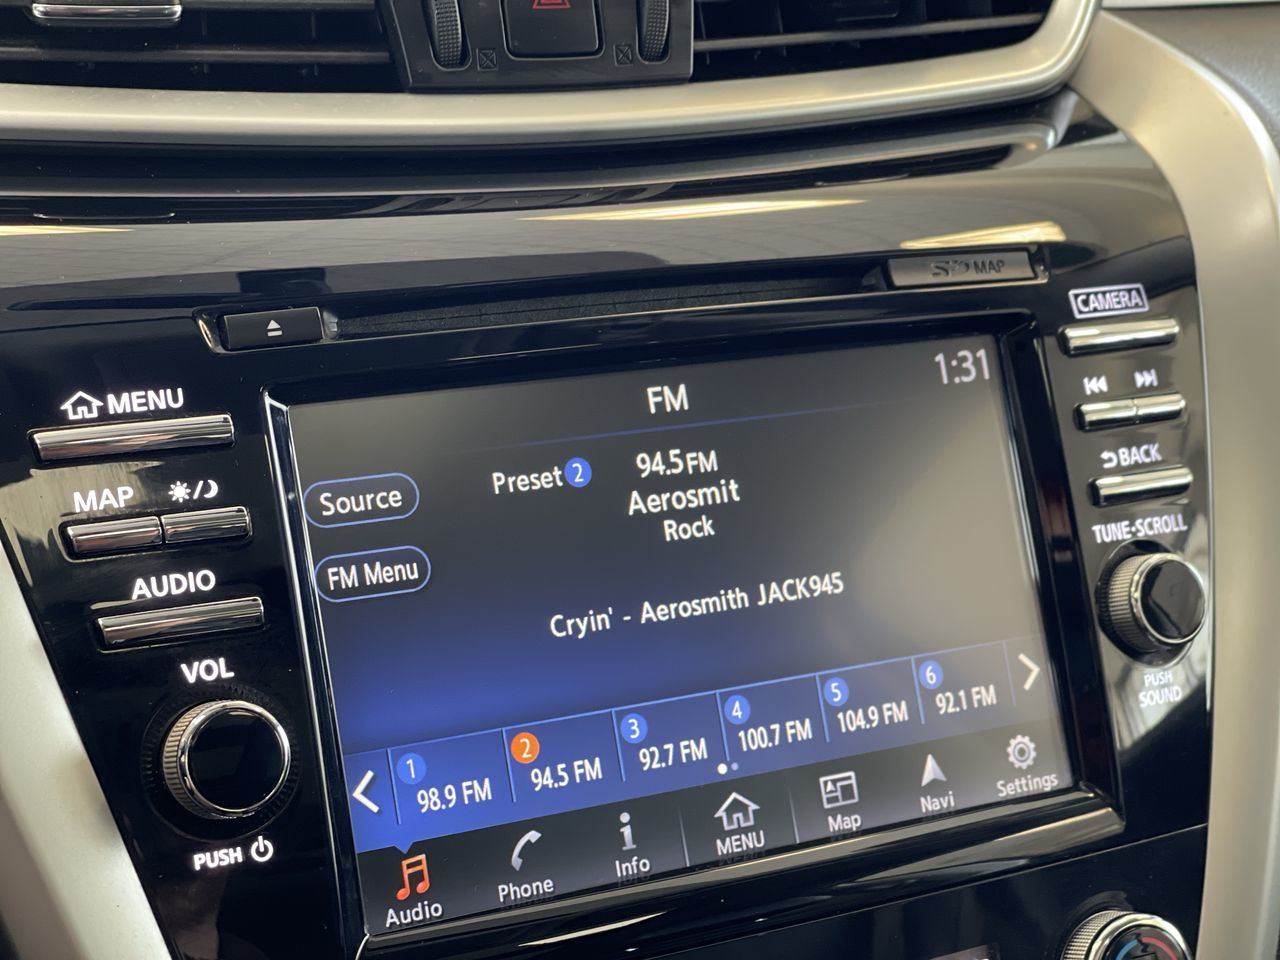 SD MAP
CAMERA
MENU
MAP
AUDIO
VOL
PUSH
BACK
TUNE·SCROLL
PUSH
SOUND
1:31
FM
Source
Preset 2
94.5 FM
Aerosmit
Rock
FM Menu
Cryin' - Aerosmith JACK945
1 98.9 FM
2 94.5 FM
3 92.7 FM
4 100.7 FM
5 104.9 FM
6 92.1 FM
Audio
Phone
Info
MENU
Map
Navi
Settings